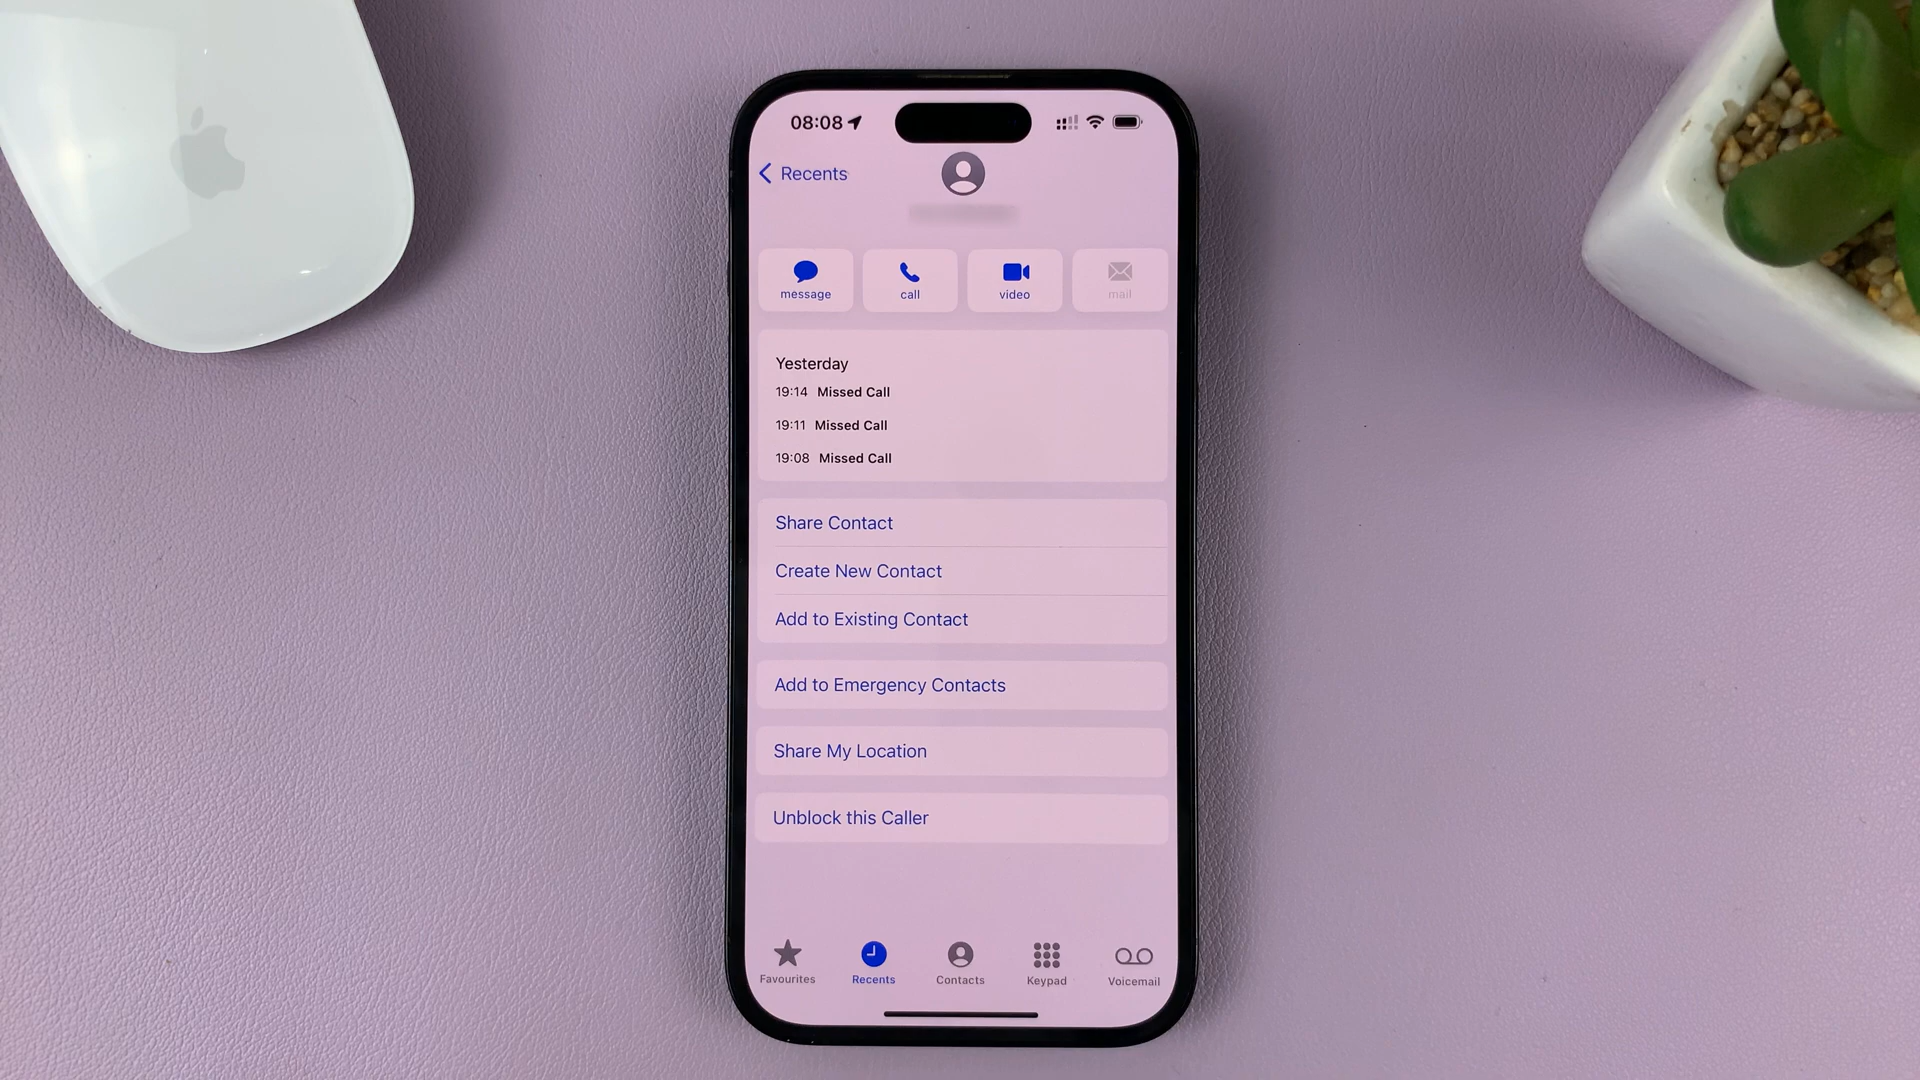 08:08
Recents
message call video mail
Yesterday
19:14 Missed Call
19:11 Missed Call
19:08 Missed Call
Share Contact
Create New Contact
Add to Existing Contact
Add to Emergency Contacts
Share My Location
Unblock this Caller
Favourites Recents Contacts Keypad Voicemail